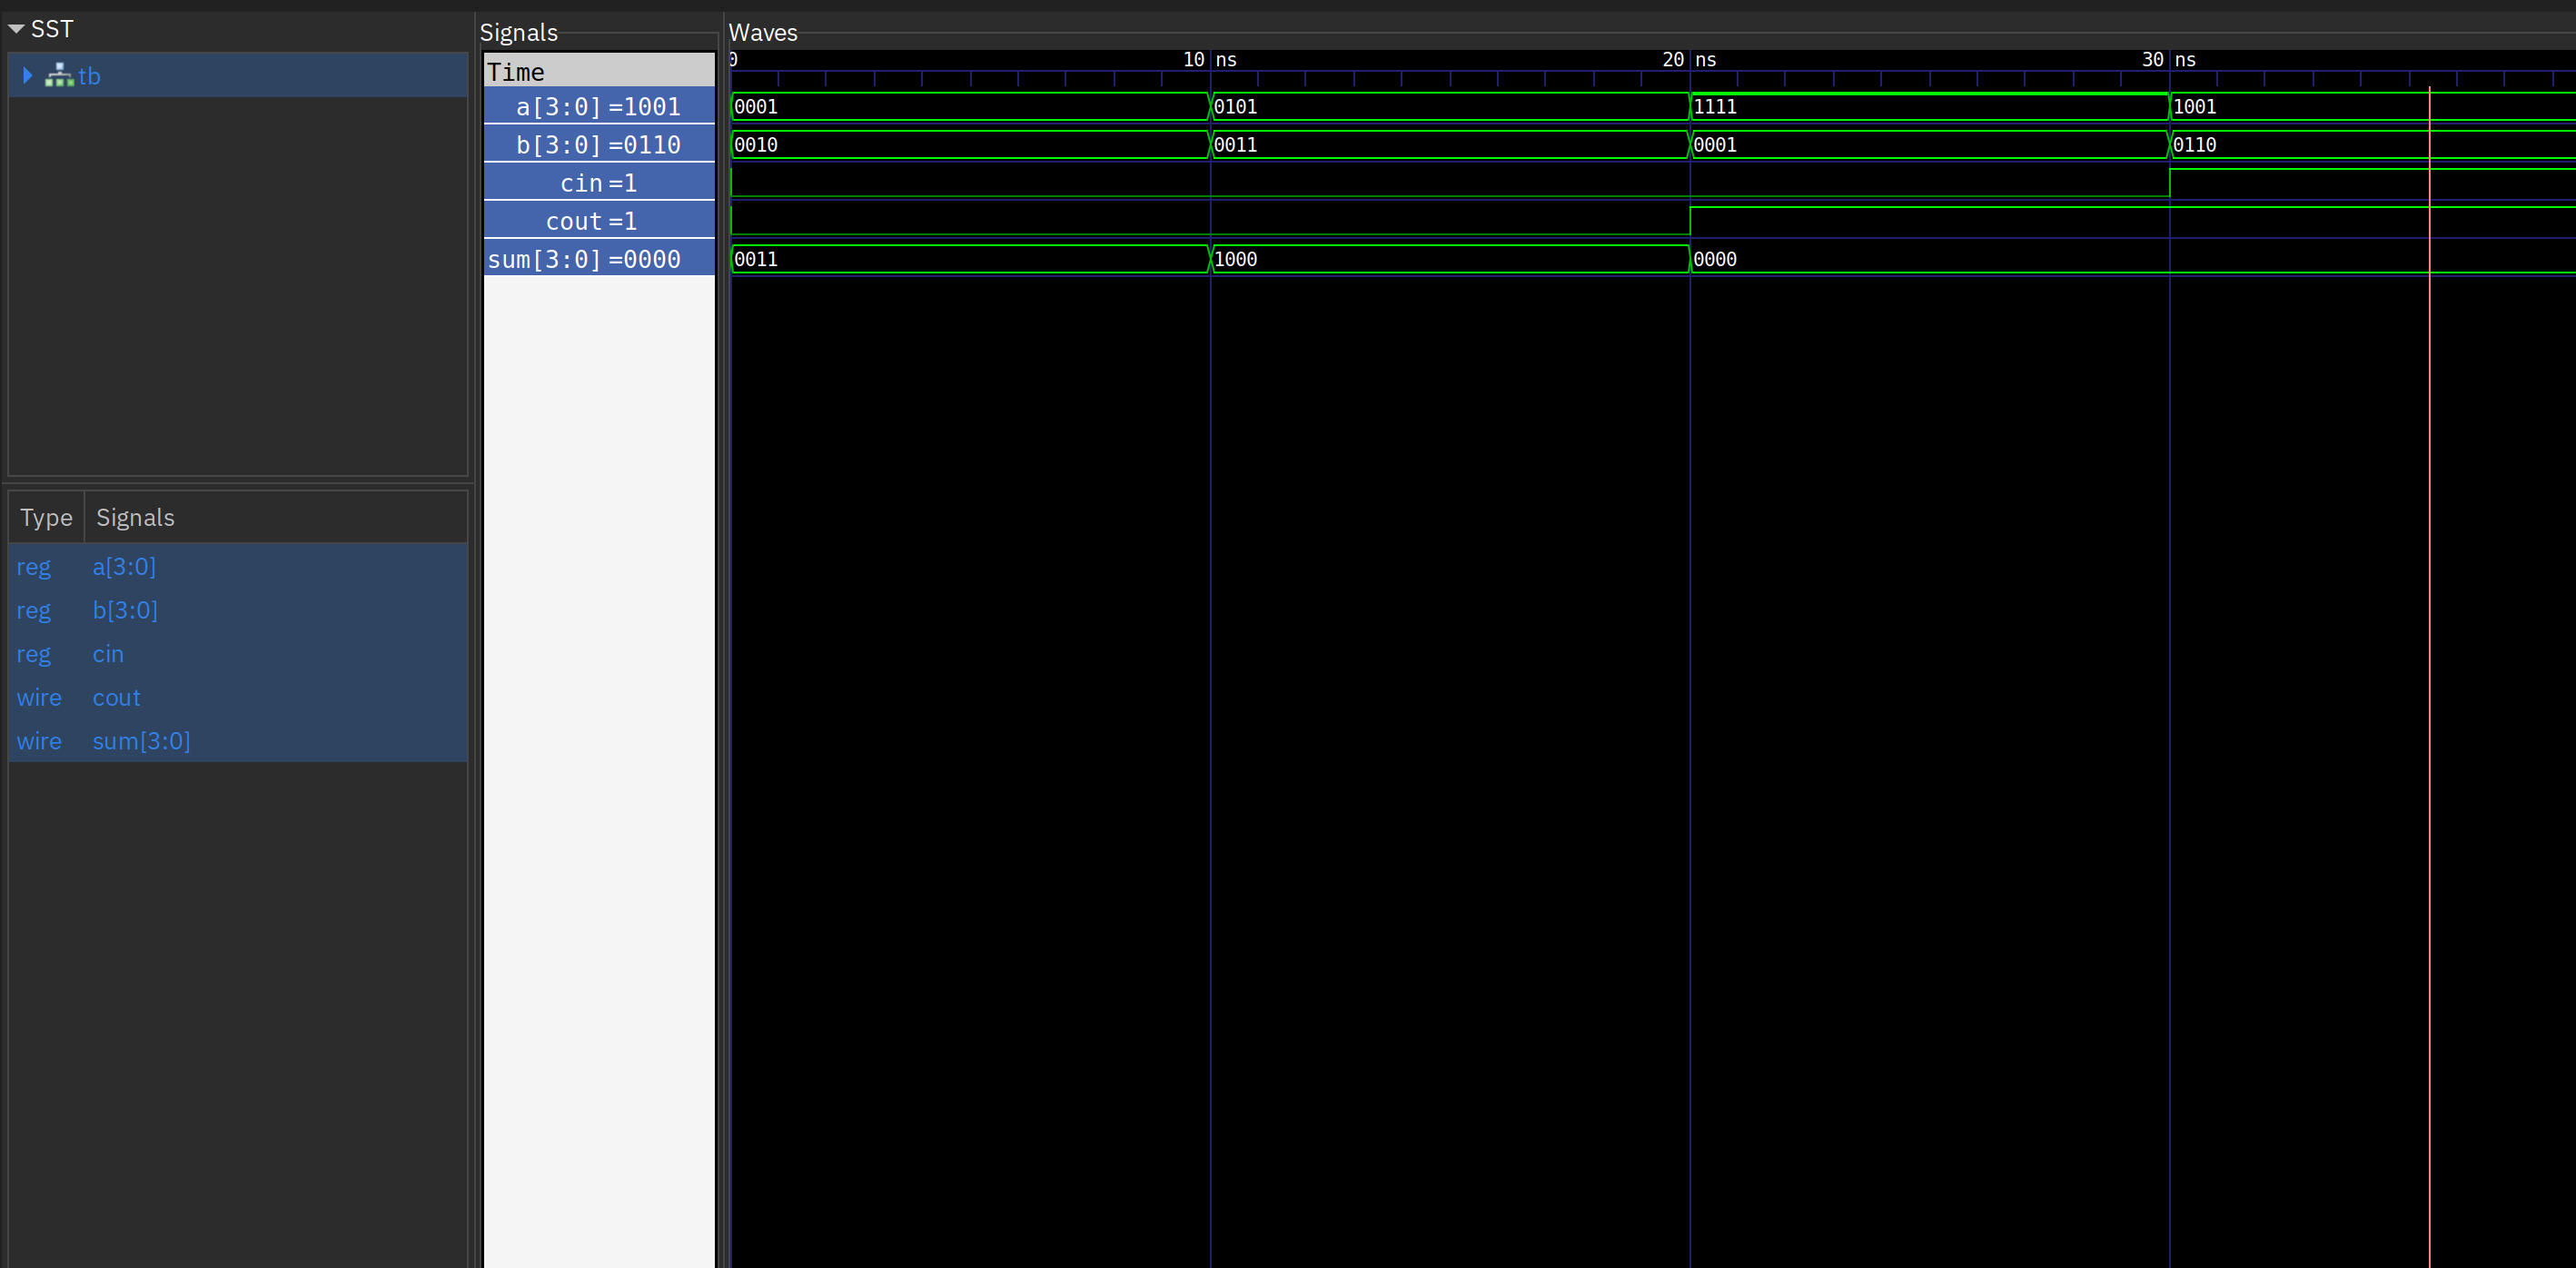 SST
tb
Type Signals
reg a[3:0]
reg b[3:0]
reg cin
wire cout
wire sum[3:0]
Signals
Time
a[3:0] =1001
b[3:0] =0110
cin =1
cout =1
sum[3:0] =0000
Waves
0 10 ns 20 ns 30 ns
0001 0101 1111 1001
0010 0011 0001 0110
0011 1000 0000